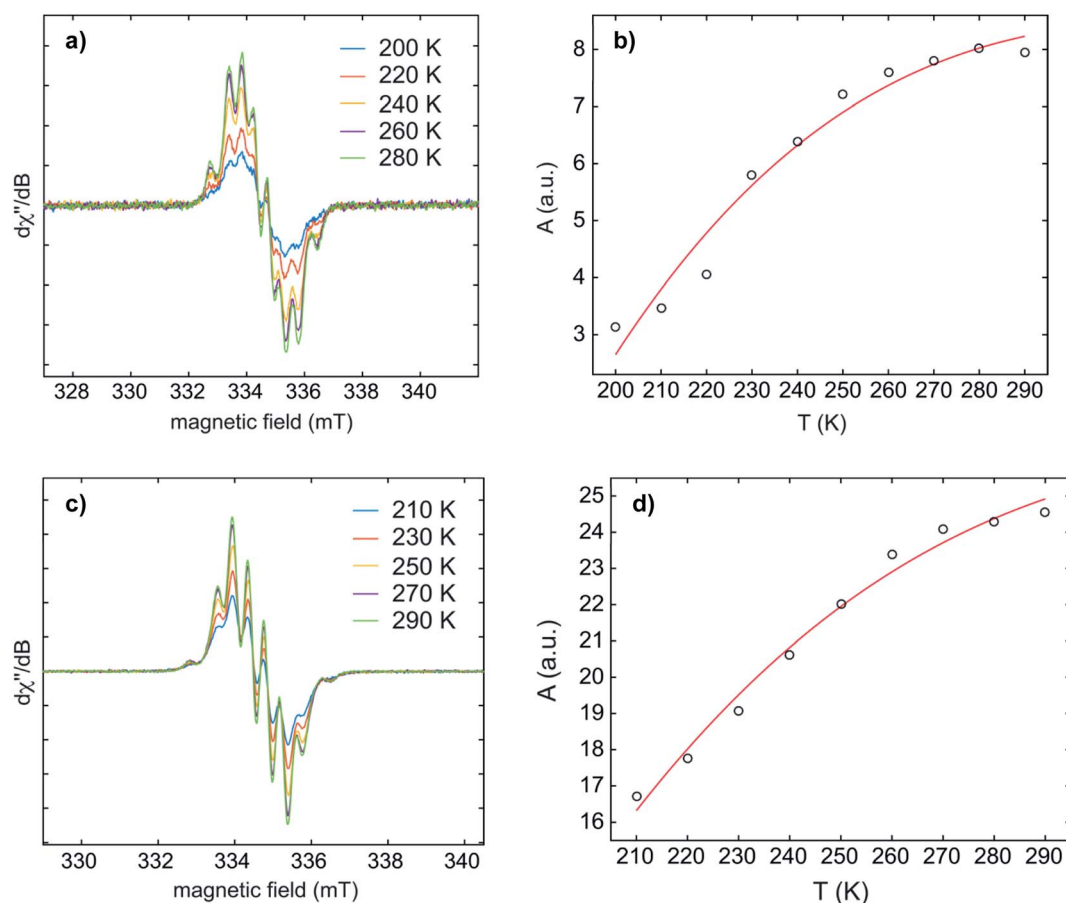 a)
200 K
220 K
240 K
260 K
280 K
dχ''/dB
328 330 332 334 336 338 340
magnetic field (mT)
b)
8
7
6
5
4
3
A (a.u.)
200 210 220 230 240 250 260 270 280 290
T (K)
c)
210 K
230 K
250 K
270 K
290 K
dχ''/dB
330 332 334 336 338 340
magnetic field (mT)
d)
25
24
23
22
21
20
19
18
17
16
A (a.u.)
210 220 230 240 250 260 270 280 290
T (K)